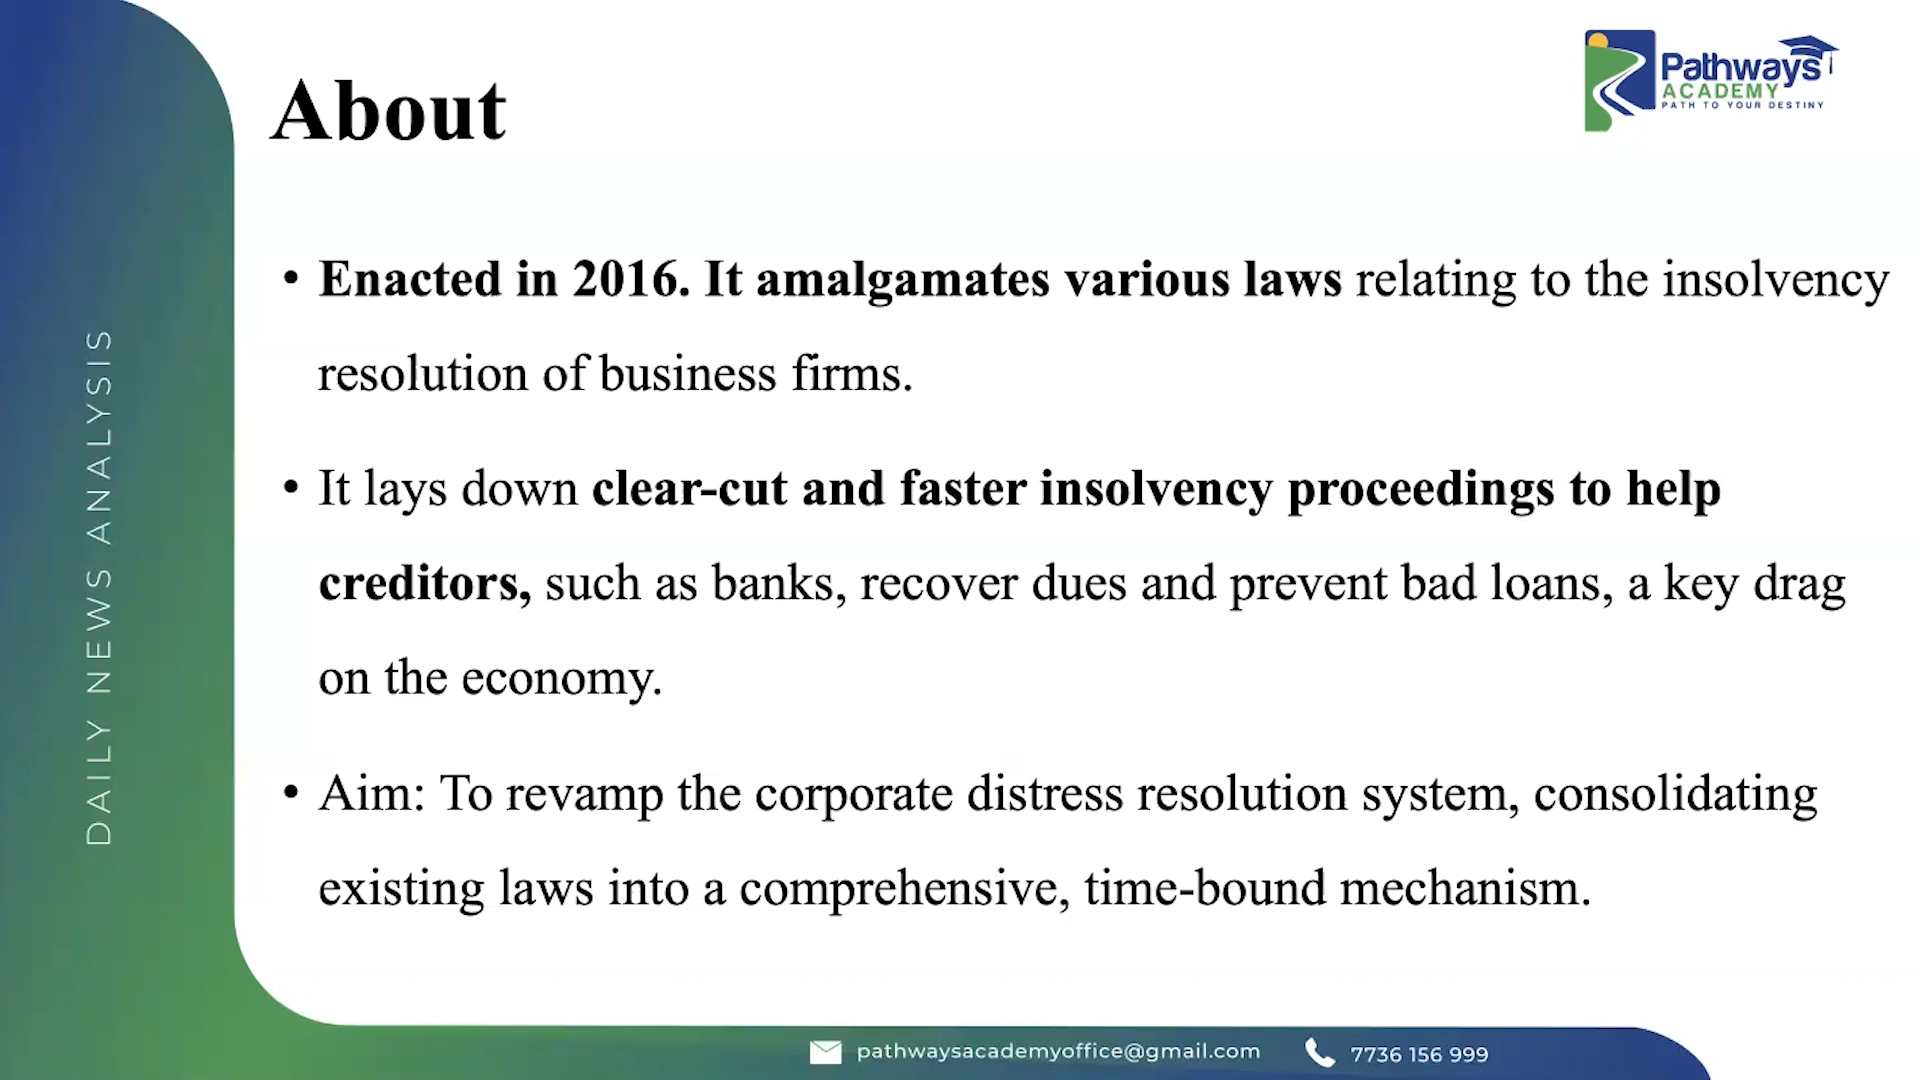 Pathways
ACADEMY
PATH TO YOUR DESTINY
About
• Enacted in 2016. It amalgamates various laws relating to the insolvency
resolution of business firms.
• It lays down clear-cut and faster insolvency proceedings to help
creditors, such as banks, recover dues and prevent bad loans, a key drag
on the economy.
• Aim: To revamp the corporate distress resolution system, consolidating
existing laws into a comprehensive, time-bound mechanism.
DAILY NEWS ANALYSIS
pathwaysacademyoffice@gmail.com
7736 156 999